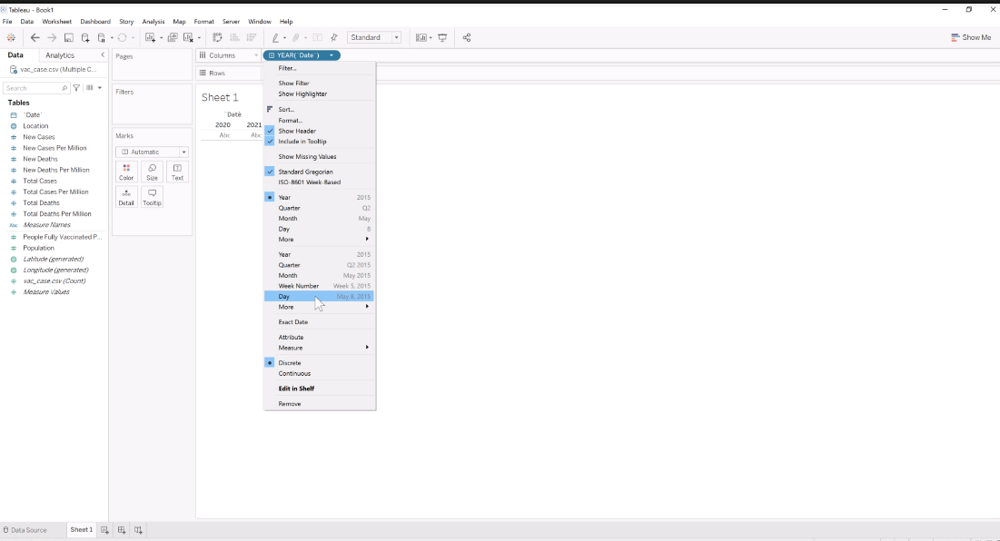 Tableau - Book1
File Data Worksheet Dashboard Story Analysis Map Format Server Window Help
Standard
Show Me
Data Analytics
vac_case.csv (Multiple C...
Search
Tables
`Date`
Location
New Cases
New Cases Per Million
New Deaths
New Deaths Per Million
Total Cases
Total Cases Per Million
Total Deaths
Total Deaths Per Million
Abc Measure Names
People Fully Vaccinated P...
Population
Latitude (generated)
Longitude (generated)
vac_case.csv (Count)
Measure Values
Pages
Filters
Marks
Automatic
Color Size Text
Detail Tooltip
Columns
YEAR(`Date`)
Rows
Sheet 1
`Date`
2020 2021
Abc Abc
Filter...
Show Filter
Show Highlighter
Sort...
Format...
Show Header
Include in Tooltip
Show Missing Values
Standard Gregorian
ISO-8601 Week-Based
Year 2015
Quarter Q2
Month May
Day 8
More
Year 2015
Quarter Q2 2015
Month May 2015
Week Number Week 5, 2015
Day May 8, 2015
More
Exact Date
Attribute
Measure
Discrete
Continuous
Edit in Shelf
Remove
Data Source Sheet 1